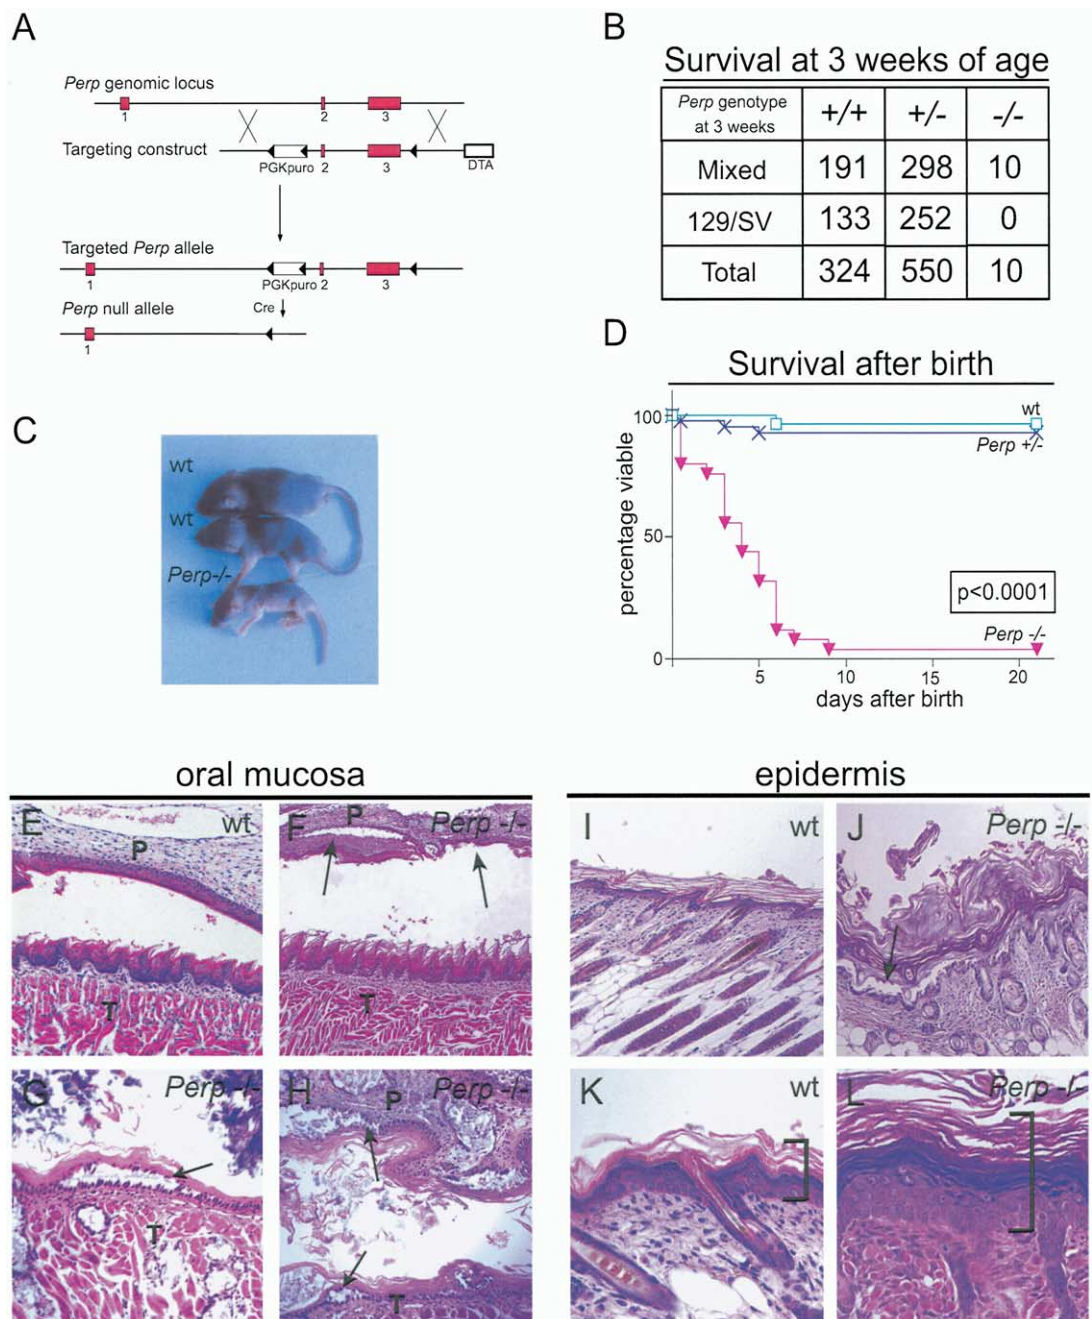 A
Perp genomic locus
1 2 3
Targeting construct
PGKpuro 2 3 DTA
Targeted Perp allele
1 PGKpuro 2 3
Perp null allele
Cre
1
B
Survival at 3 weeks of age
Perp genotype at 3 weeks +/+ +/- -/-
Mixed 191 298 10
129/SV 133 252 0
Total 324 550 10
C
wt
wt
Perp-/-
D
Survival after birth
percentage viable
100
50
0
wt
Perp +/-
p<0.0001
Perp -/-
5 10 15 20
days after birth
oral mucosa
E wt
P
T
F Perp -/-
P
T
G Perp -/-
T
H Perp -/-
P
T
epidermis
I wt
J Perp -/-
K wt
L Perp -/-